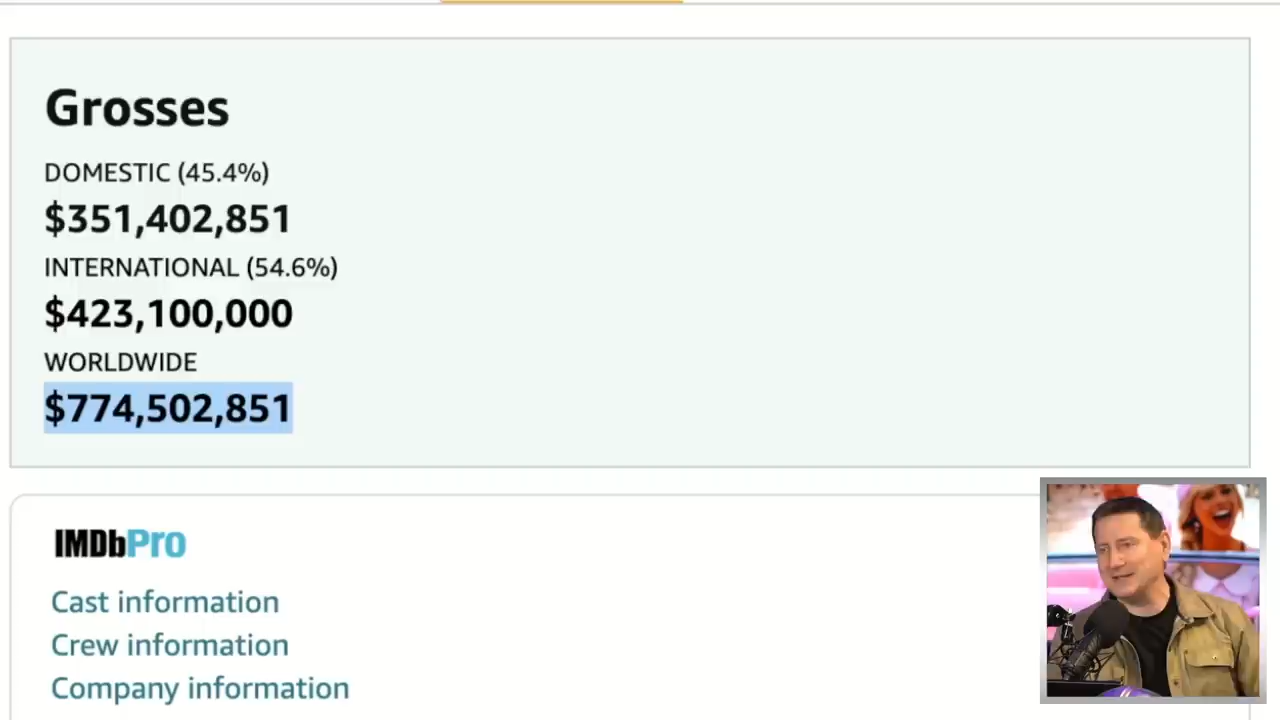 Grosses
DOMESTIC (45.4%)
$351,402,851
INTERNATIONAL (54.6%)
$423,100,000
WORLDWIDE
$774,502,851
IMDbPro
Cast information
Crew information
Company information